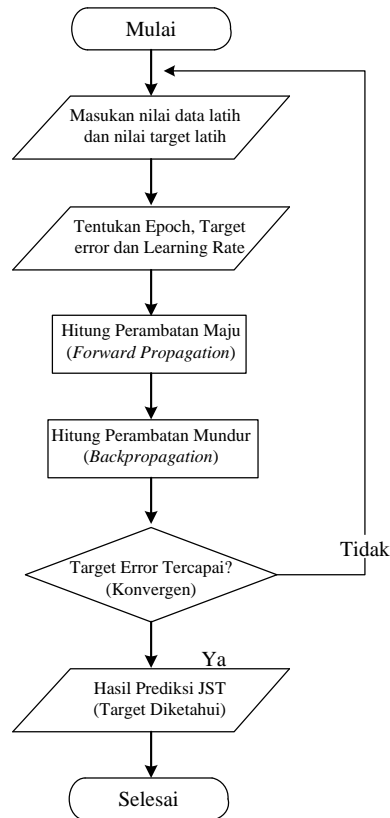 Mulai
Masukan nilai data latih
dan nilai target latih
Tentukan Epoch, Target
error dan Learning Rate
Hitung Perambatan Maju
(Forward Propagation)
Hitung Perambatan Mundur
(Backpropagation)
Target Error Tercapai?
(Konvergen)
Tidak
Ya
Hasil Prediksi JST
(Target Diketahui)
Selesai